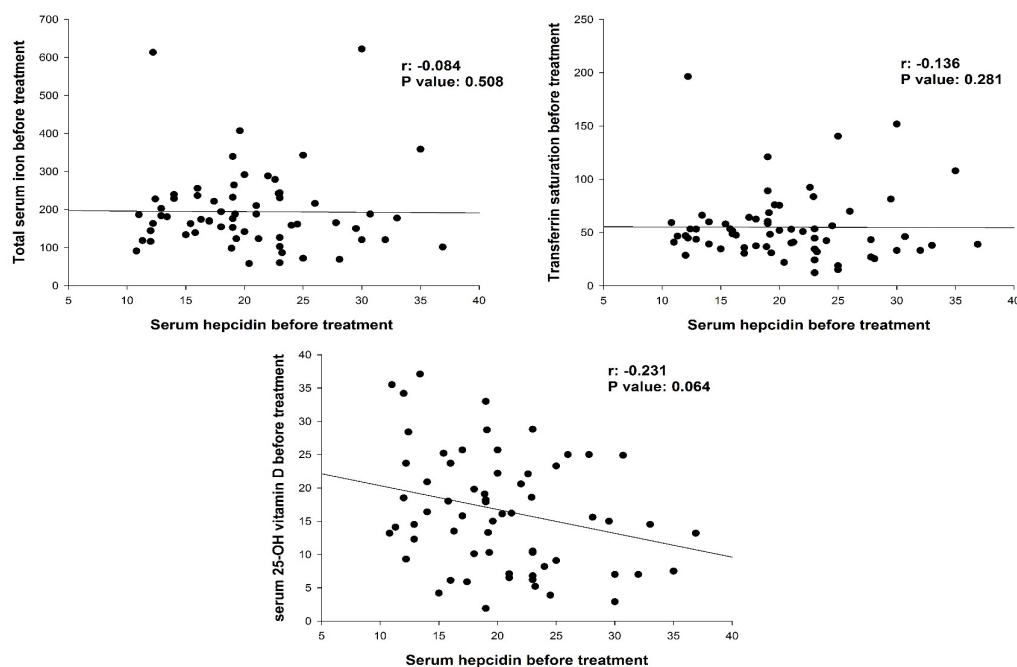 Total serum iron before treatment
700
600
500
400
300
200
100
0
r: -0.084
P value: 0.508
5 10 15 20 25 30 35 40
Serum hepcidin before treatment
Transferrin saturation before treatment
250
200
150
100
50
0
r: -0.136
P value: 0.281
5 10 15 20 25 30 35 40
Serum hepcidin before treatment
serum 25-OH vitamin D before treatment
40
35
30
25
20
15
10
5
0
r: -0.231
P value: 0.064
5 10 15 20 25 30 35 40
Serum hepcidin before treatment